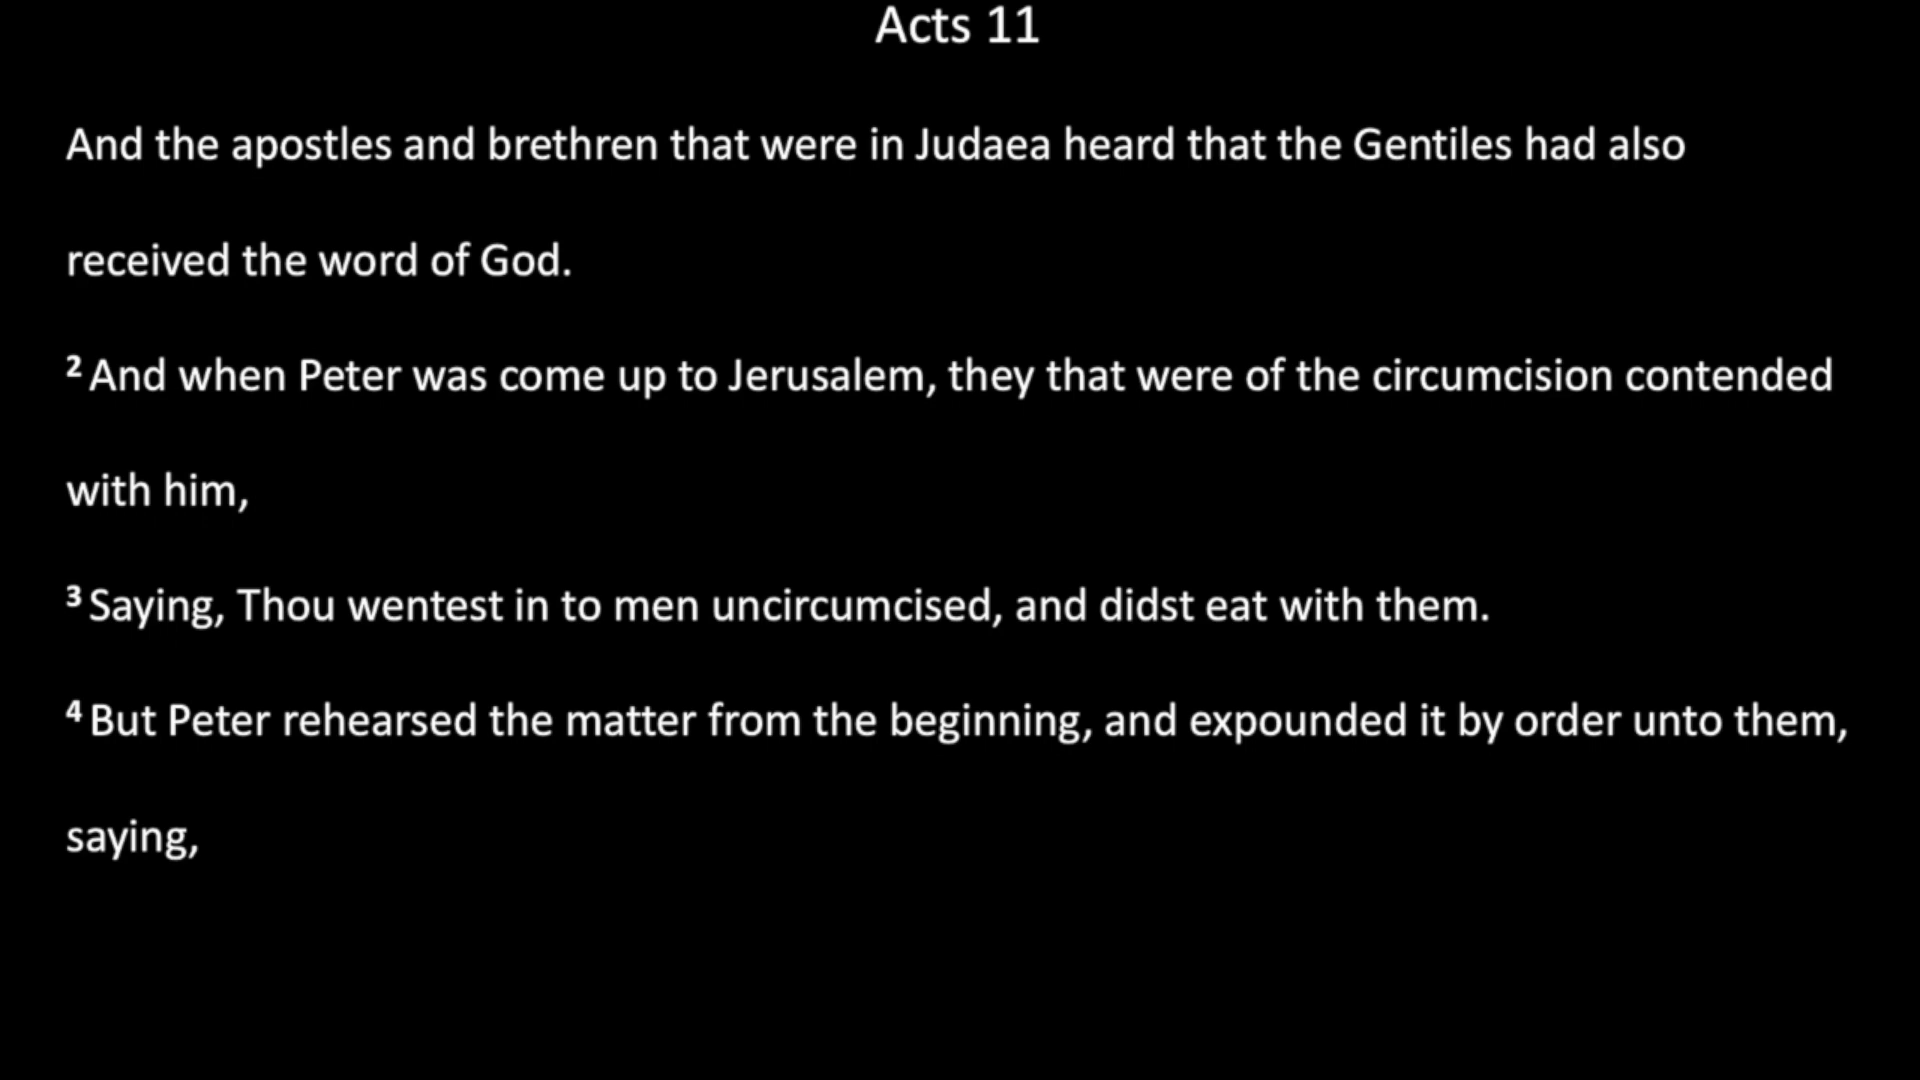 Acts 11
And the apostles and brethren that were in Judaea heard that the Gentiles had also
received the word of God.
² And when Peter was come up to Jerusalem, they that were of the circumcision contended
with him,
³ Saying, Thou wentest in to men uncircumcised, and didst eat with them.
⁴ But Peter rehearsed the matter from the beginning, and expounded it by order unto them,
saying,